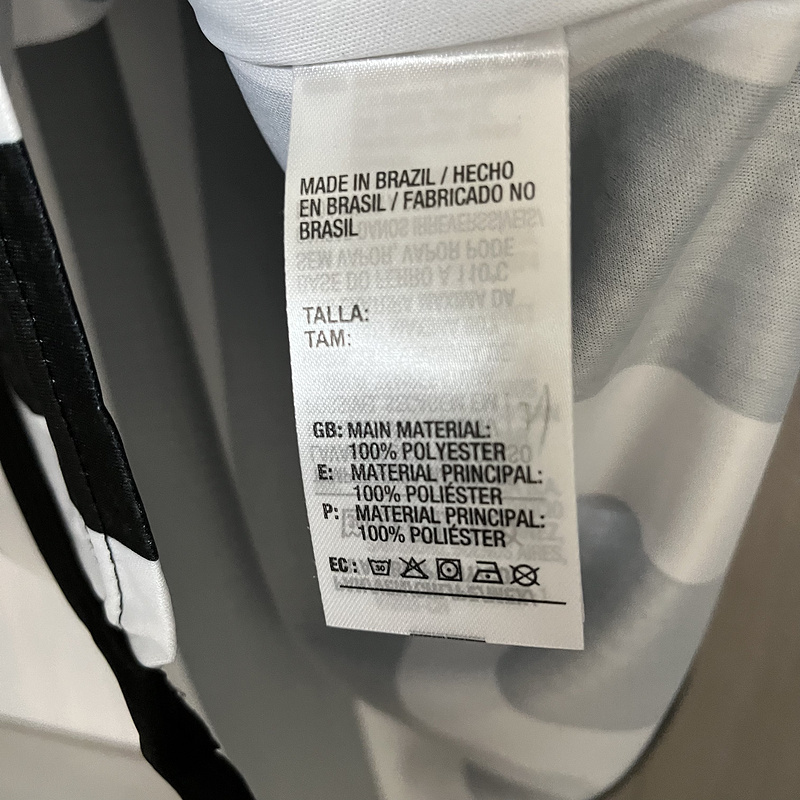 MADE IN BRAZIL / HECHO
EN BRASIL / FABRICADO NO
BRASIL
TALLA:
TAM:
GB: MAIN MATERIAL:
100% POLYESTER
E: MATERIAL PRINCIPAL:
100% POLIÉSTER
P: MATERIAL PRINCIPAL:
100% POLIÉSTER
EC: 30